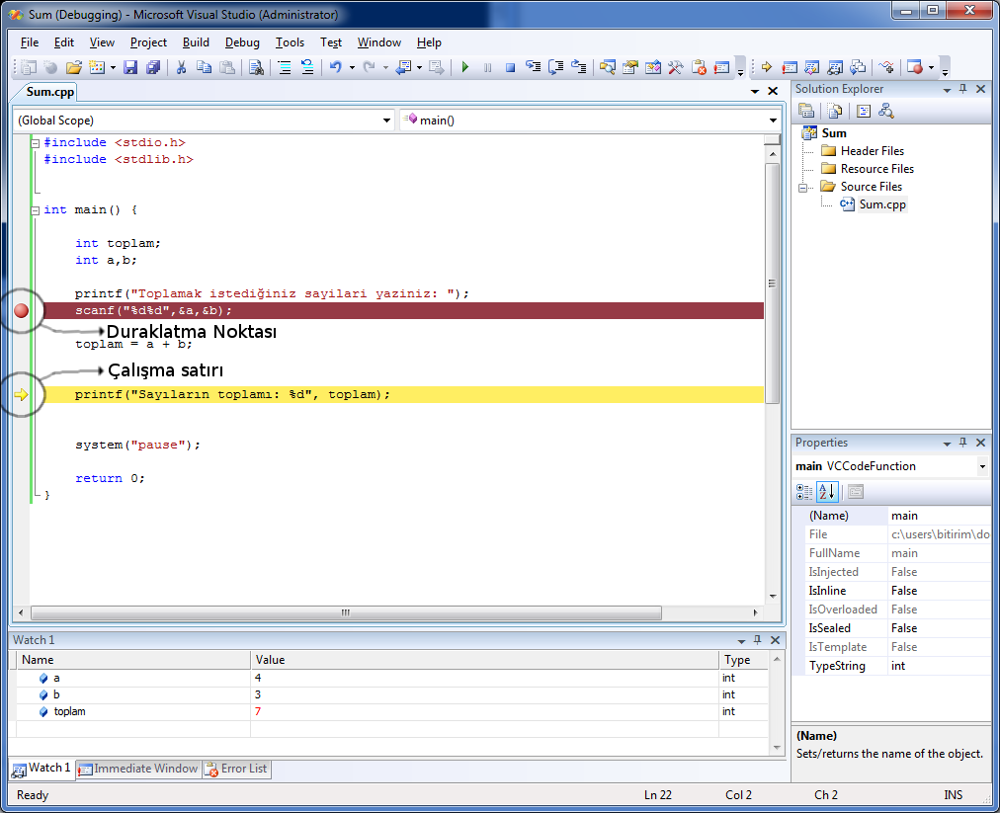 Sum (Debugging) - Microsoft Visual Studio (Administrator)
File Edit View Project Build Debug Tools Test Window Help
Sum.cpp
(Global Scope)
main()
#include <stdio.h>
#include <stdlib.h>
int main() {
int toplam;
int a,b;
printf("Toplamak istediğiniz sayilari yaziniz: ");
scanf("%d%d",&a,&b);
Duraklatma Noktası
toplam = a + b;
Çalışma satırı
printf("Sayıların toplamı: %d", toplam);
system("pause");
return 0;
}
Solution Explorer
Sum
Header Files
Resource Files
Source Files
C++ Sum.cpp
Properties
main VCCodeFunction
(Name) main
File c:\users\bitirim\do
FullName main
IsInjected False
IsInline False
IsOverloaded False
IsSealed False
IsTemplate False
TypeString int
(Name)
Sets/returns the name of the object.
Watch 1
Name Value Type
a 4 int
b 3 int
toplam 7 int
Watch 1 Immediate Window Error List
Ready Ln 22 Col 2 Ch 2 INS